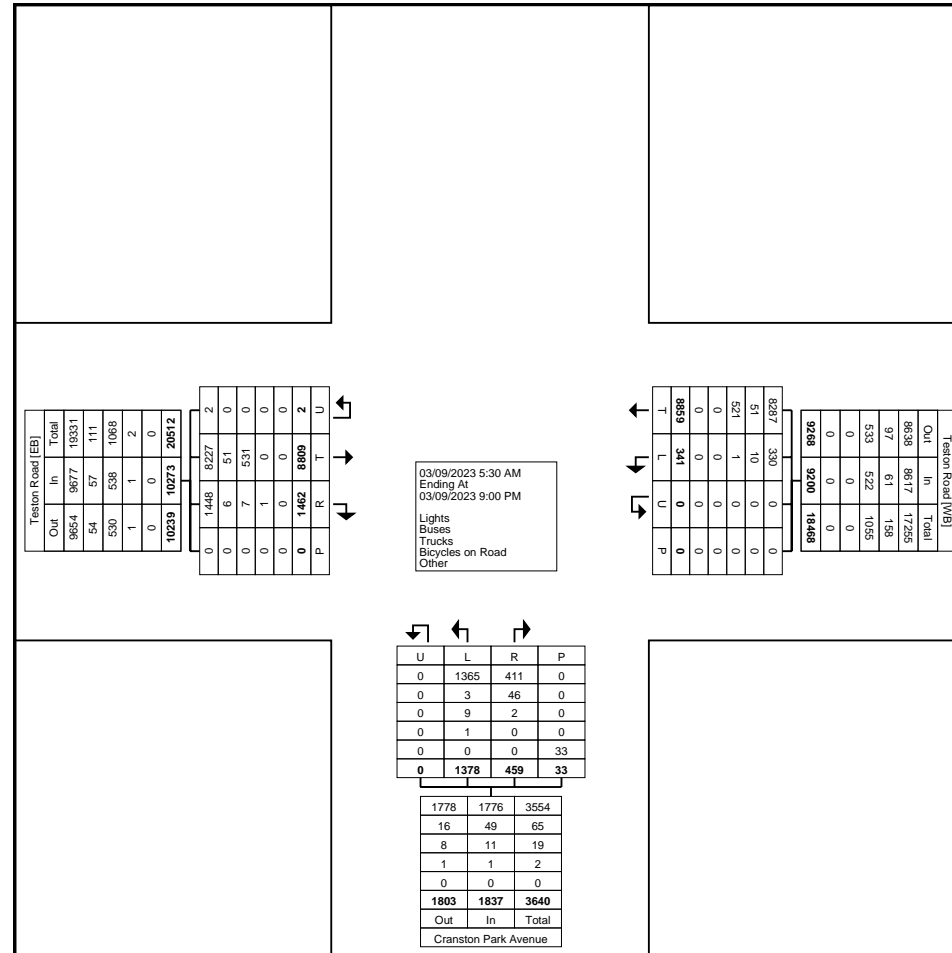 U T R P
2 8809 1462 0
0 0 0 0
0 0 1 0
0 531 7 0
0 51 6 0
2 8227 1448 0
20512 10273 10239
0 0 0
2 1 1
1068 538 530
111 57 54
19331 9677 9654
Total In Out
Teston Road [EB]
03/09/2023 5:30 AM
Ending At
03/09/2023 9:00 PM
Lights
Buses
Trucks
Bicycles on Road
Other
Teston Road [WB]
Out In Total
8638 8617 17255
97 61 158
533 522 1055
0 0 0
0 0 0
9268 9200 18468
8287 330 0 0
51 10 0 0
521 1 0 0
0 0 0 0
0 0 0 0
8859 341 0 0
T L U P
U L R P
0 1365 411 0
0 3 46 0
0 9 2 0
0 1 0 0
0 0 0 33
0 1378 459 33
1778 1776 3554
16 49 65
8 11 19
1 1 2
0 0 0
1803 1837 3640
Out In Total
Cranston Park Avenue